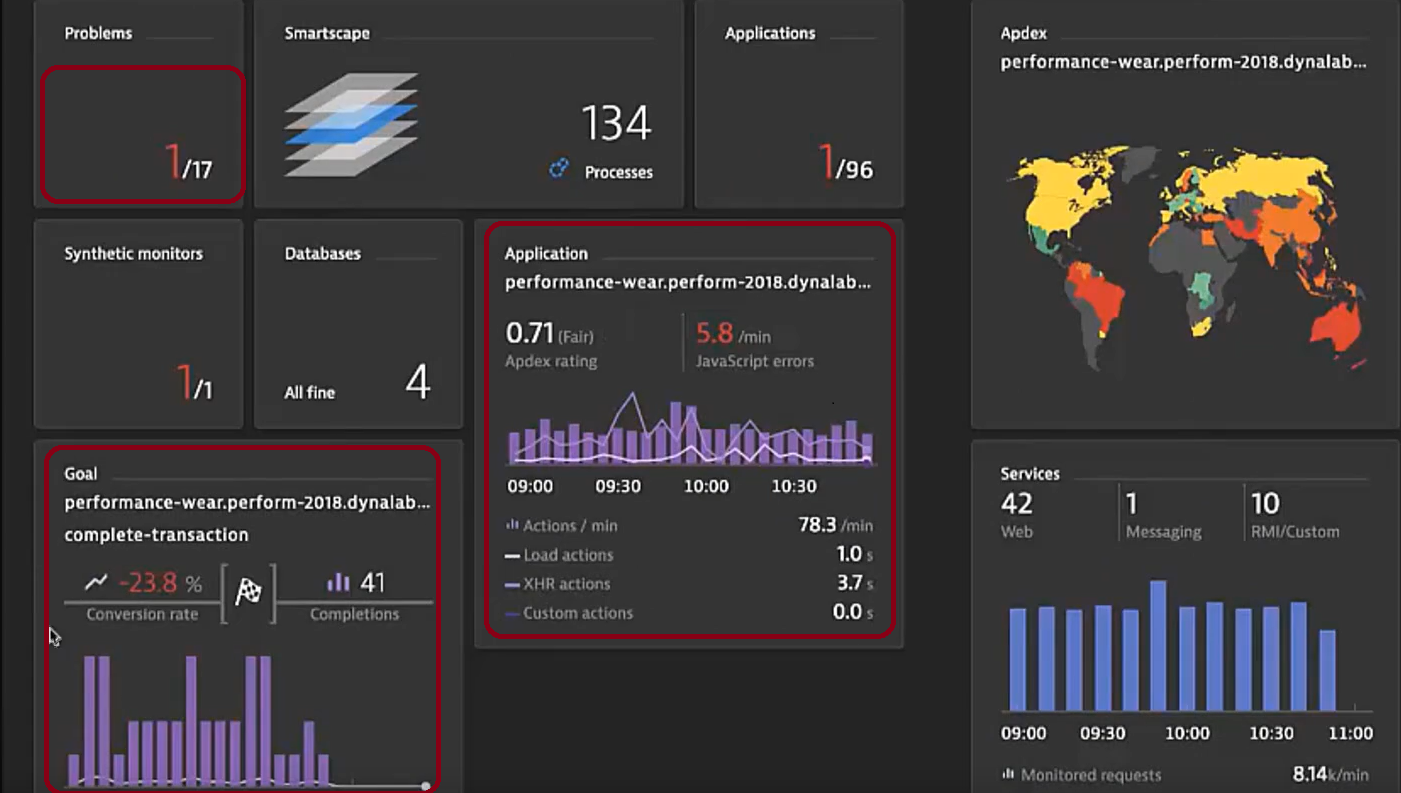 Problems
1/17
Smartscape
134
Processes
Applications
1/96
Apdex
performance-wear.perform-2018.dynalab...
Synthetic monitors
1/1
Databases
All fine 4
Application
performance-wear.perform-2018.dynalab...
0.71 (Fair)
Apdex rating
5.8 /min
JavaScript errors
09:00 09:30 10:00 10:30
Actions / min 78.3 /min
Load actions 1.0 s
XHR actions 3.7 s
Custom actions 0.0 s
Goal
performance-wear.perform-2018.dynalab...
complete-transaction
-23.8 %
Conversion rate
41
Completions
Services
42 1 10
Web Messaging RMI/Custom
09:00 09:30 10:00 10:30 11:00
Monitored requests 8.14k/min